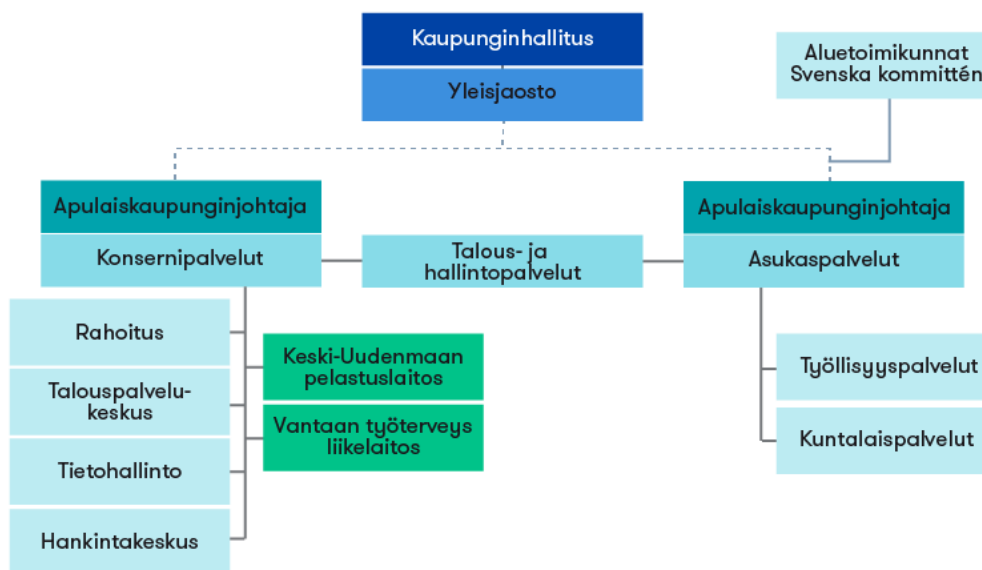 Kaupunginhallitus
Yleisjaosto
Aluetoimikunnat
Svenska kommittén
Apulaiskaupunginjohtaja
Konsernipalvelut
Talous- ja
hallintopalvelut
Apulaiskaupunginjohtaja
Asukaspalvelut
Rahoitus
Talouspalvelu-
keskus
Tietohallinto
Hankintakeskus
Keski-Uudenmaan
pelastuslaitos
Vantaan työterveys
liikelaitos
Työllisyyspalvelut
Kuntalaispalvelut